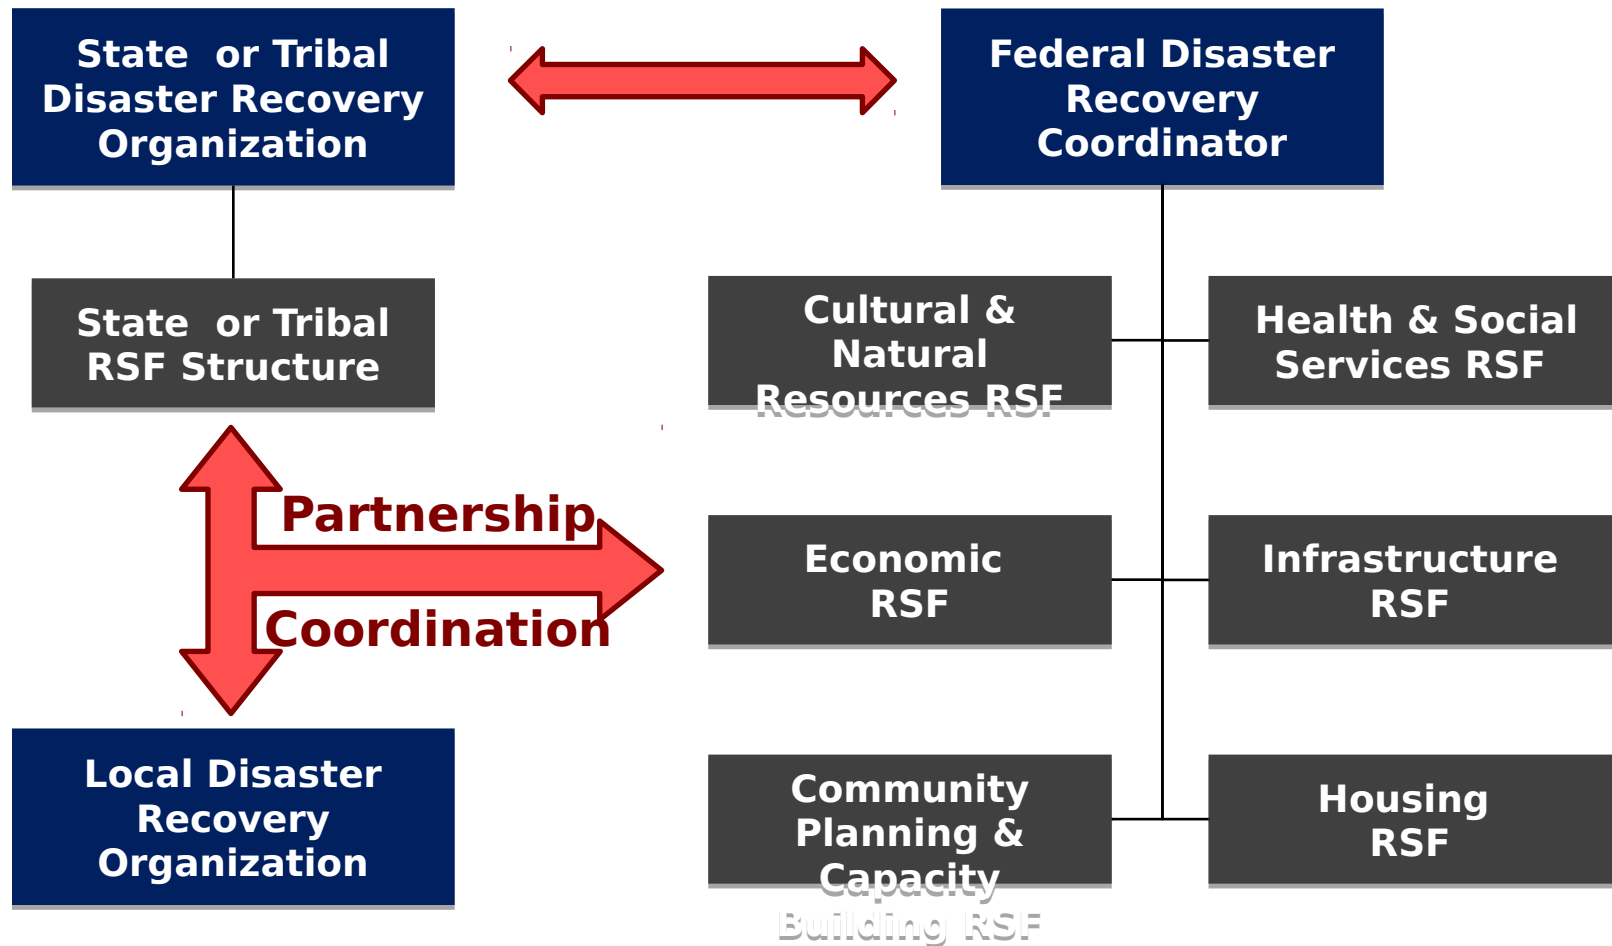 State  or Tribal
Disaster Recovery
Organization
Federal Disaster
Recovery
Coordinator
State  or Tribal
RSF Structure
Cultural &
Natural
Resources RSF
Health & Social
Services RSF
Partnership
Coordination
Economic
RSF
Infrastructure
RSF
Local Disaster
Recovery
Organization
Community
Planning &
Capacity
Building RSF
Housing
RSF